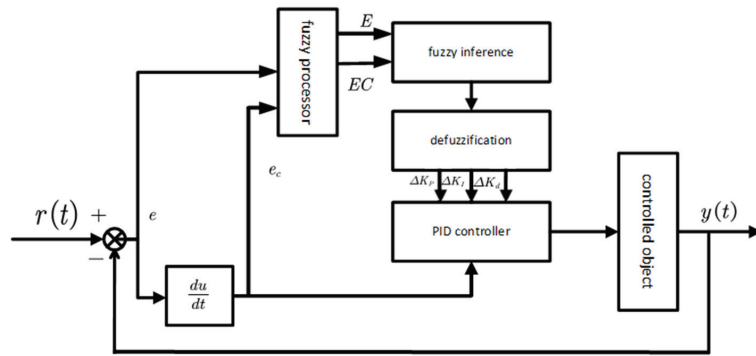 E
fuzzy processor
EC
fuzzy inference
defuzzification
e_c
ΔK_P ΔK_I ΔK_d
r(t) + e
−
PID controller
controlled object
y(t)
du/dt